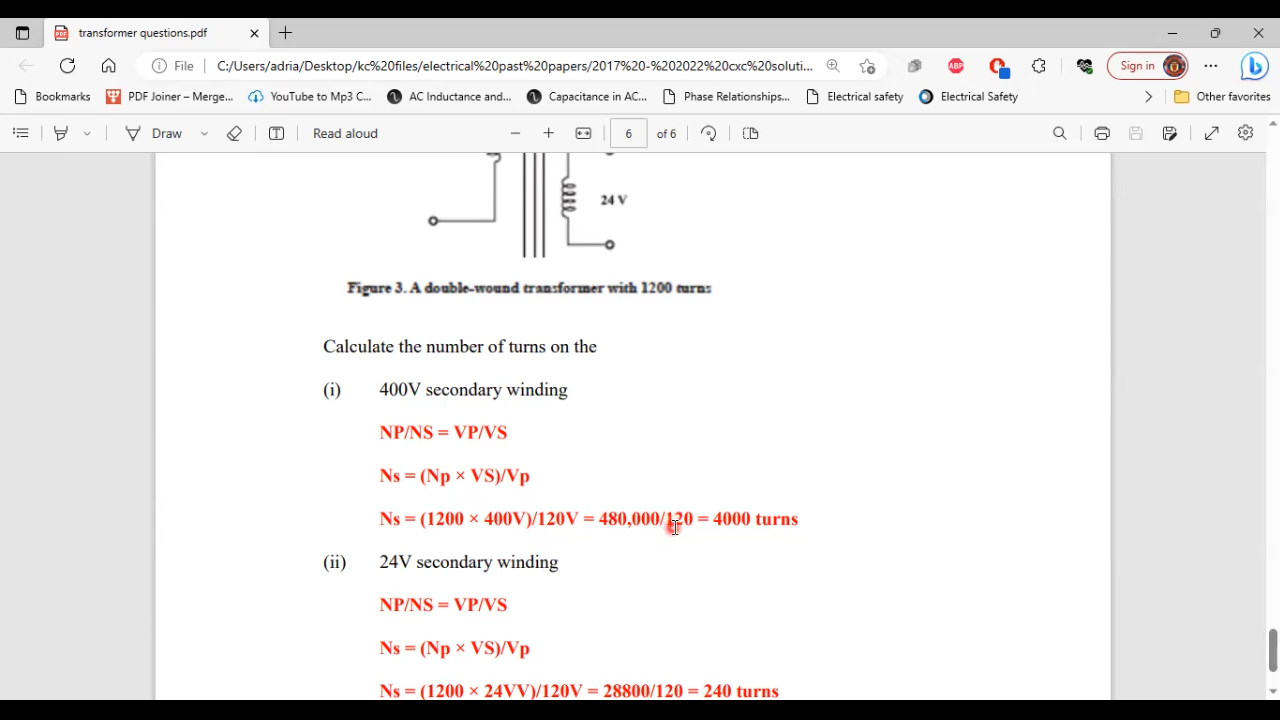 transformer questions.pdf
File
C:/Users/adria/Desktop/kc%20files/electrical%20past%20papers/2017%20-%202022%20cxc%20soluti...
Sign in
Bookmarks
PDF Joiner – Merge...
YouTube to Mp3 C...
AC Inductance and...
Capacitance in AC...
Phase Relationships...
Electrical safety
Electrical Safety
Other favorites
Draw
Read aloud
6
of 6
24 V
Figure 3. A double-wound transformer with 1200 turns
Calculate the number of turns on the
(i) 400V secondary winding
NP/NS = VP/VS
Ns = (Np × VS)/Vp
Ns = (1200 × 400V)/120V = 480,000/120 = 4000 turns
(ii) 24V secondary winding
NP/NS = VP/VS
Ns = (Np × VS)/Vp
Ns = (1200 × 24VV)/120V = 28800/120 = 240 turns